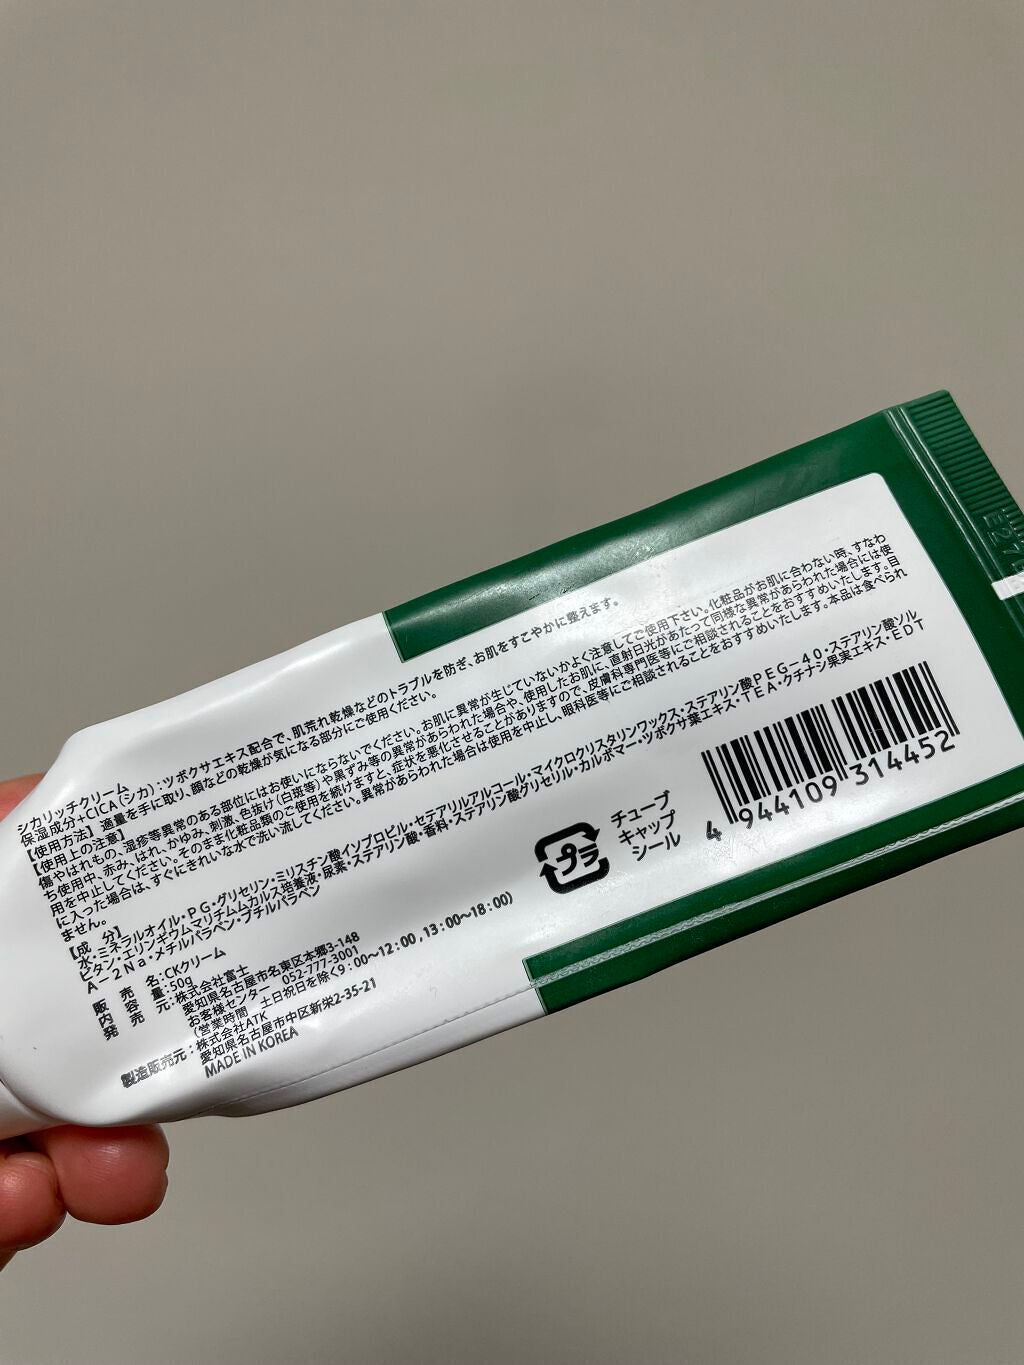 シカリッチクリーム
保湿成分+CICA(シカ):ツボクサエキス配合で、肌荒れ乾燥などのトラブルを防ぎ、お肌をすこやかに整えます。
【使用方法】適量を手に取り、顔などの乾燥が気になる部分にご使用ください。
【使用上の注意】
傷やはれもの、湿疹等異常のある部位にはお使いにならないでください。お肌に異常が生じていないかよく注意してご使用下さい。化粧品がお肌に合わない時、すなわ
ち使用中、赤み、はれ、かゆみ、刺激、色抜け(白斑等)や黒ずみ等の異常があらわれた場合や、使用したお肌に、直射日光があたって同様な異常があらわれた場合には使
用を中止してください。そのまま化粧品類のご使用を続けますと、症状を悪化させることがありますので、皮膚科専門医等にご相談されることをおすすめいたします。目
に入った場合は、すぐにきれいな水で洗い流してください。異常があらわれた場合は使用を中止し、眼科医等にご相談されることをおすすめいたします。本品は食べられ
ません。
【成 分】
水・ミネラルオイル・PG・グリセリン・ミリスチン酸イソプロピル・セテアリルアルコール・マイクロクリスタリンワックス・ステアリン酸PEG-40・ステアリン酸ソル
ビタン・エリンギウムマリチムムカルス培養液・尿素・ステアリン酸・香料・ステアリン酸グリセリル・カルボマー・ツボクサ葉エキス・TEA・クチナシ果実エキス・EDT
A-2Na・メチルパラベン・ブチルパラベン
販 売 名:CKクリーム
内 容 量:50g
発 売 元:株式会社富士
愛知県名古屋市名東区本郷3-148
お客様センター 052-777-3001
(営業時間 土日祝日を除く9:00~12:00,13:00~18:00)
製造販売元:株式会社ATK
愛知県名古屋市中区新栄2-35-21
MADE IN KOREA
プラ
チューブ
キャップ
シール
4 944109 314452